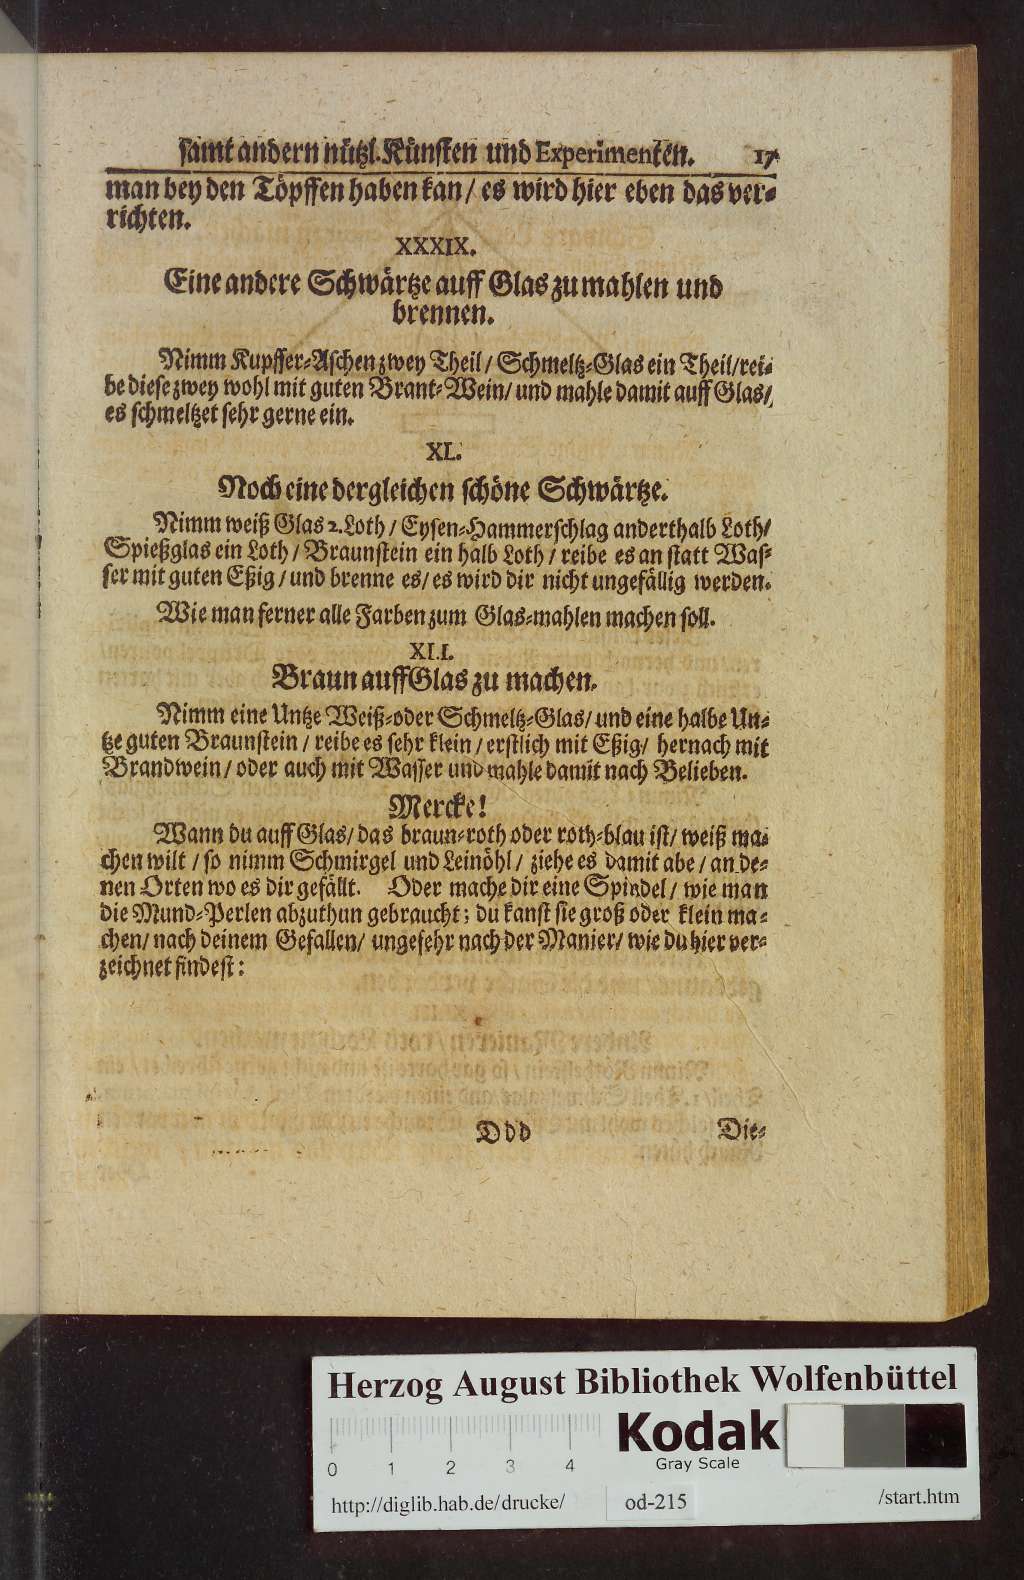 samt andern nützl. Künsten und Experimenten. 17
man bey den Töpffen haben kan/ es wird hier eben das ver-
richten.
XXXIX.
Eine andere Schwärtze auff Glas zu mahlen und
brennen.
Nimm Kupffer-Aschen zwey Theil/ Schmeltz-Glas ein Theil/ rei-
be diese zwey wohl mit guten Brant-Wein/ und mahle damit auff Glas/
es schmeltzet sehr gerne ein.
XL.
Noch eine dergleichen schöne Schwärtze.
Nimm weiß Glas 2. Loth/ Eysen-Hammerschlag anderthalb Loth/
Spießglas ein Loth/ Braunstein ein halb Loth/ reibe es an statt Was-
ser mit guten Eßig/ und brenne es/ es wird dir nicht ungefällig werden.
Wie man ferner alle Farben zum Glas-mahlen machen soll.
XLI.
Braun auff Glas zu machen.
Nimm eine Untze Weiß- oder Schmeltz-Glas/ und eine halbe Un-
tze guten Braunstein/ reibe es sehr klein/ erstlich mit Eßig/ hernach mit
Brandwein/ oder auch mit Wasser und mahle damit nach Belieben.
Mercke!
Wann du auff Glas/ das braun-roth oder roth-blau ist/ weiß ma-
chen wilt/ so nimm Schmirgel und Leinöhl/ ziehe es damit abe/ an de-
nen Orten wo es dir gefällt. Oder mache dir eine Spindel/ wie man
die Mund-Perlen abzuthun gebraucht; du kanst sie groß oder klein ma-
chen/ nach deinem Gefallen/ ungefehr nach der Manier/ wie du hier ver-
zeichnet findest:
Ddd Die-
Herzog August Bibliothek Wolfenbüttel
Kodak
Gray Scale
0 1 2 3 4
http://diglib.hab.de/drucke/ od-215 /start.htm